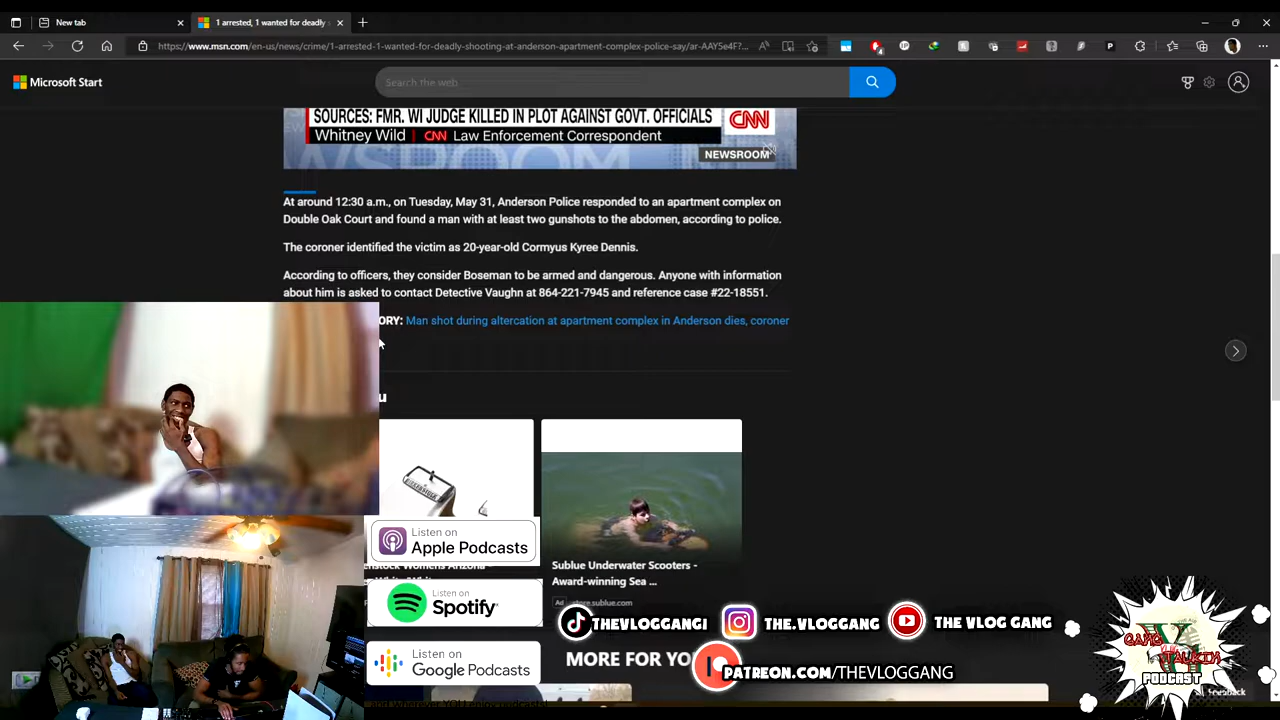 New tab
1 arrested, 1 wanted for deadly
https://www.msn.com/en-us/news/crime/1-arrested-1-wanted-for-deadly-shooting-at-anderson-apartment-complex-police-say/ar-AAY5e4F?...
Microsoft Start
Search the web
SOURCES: FMR. WI JUDGE KILLED IN PLOT AGAINST GOVT. OFFICIALS
CNN
Whitney Wild | CNN Law Enforcement Correspondent
NEWSROOM
At around 12:30 a.m., on Tuesday, May 31, Anderson Police responded to an apartment complex on
Double Oak Court and found a man with at least two gunshots to the abdomen, according to police.
The coroner identified the victim as 20-year-old Cormyus Kyree Dennis.
According to officers, they consider Boseman to be armed and dangerous. Anyone with information
about him is asked to contact Detective Vaughn at 864-221-7945 and reference case #22-18551.
ORY: Man shot during altercation at apartment complex in Anderson dies, coroner
u
Listen on
Apple Podcasts
Sublue Underwater Scooters -
Award-winning Sea ...
Ad store.sublue.com
Listen on
Spotify
THEVLOGGANG1
THE.VLOGGANG
THE VLOG GANG
Listen on
Google Podcasts
MORE FOR YO
PATREON.COM/THEVLOGGANG
GANG
TALKIN
PODCAST
Feedback